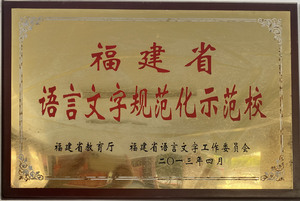 福建省
语言文字规范化示范校
福建省教育厅 福建省语言文字工作委员会
二〇一三年四月